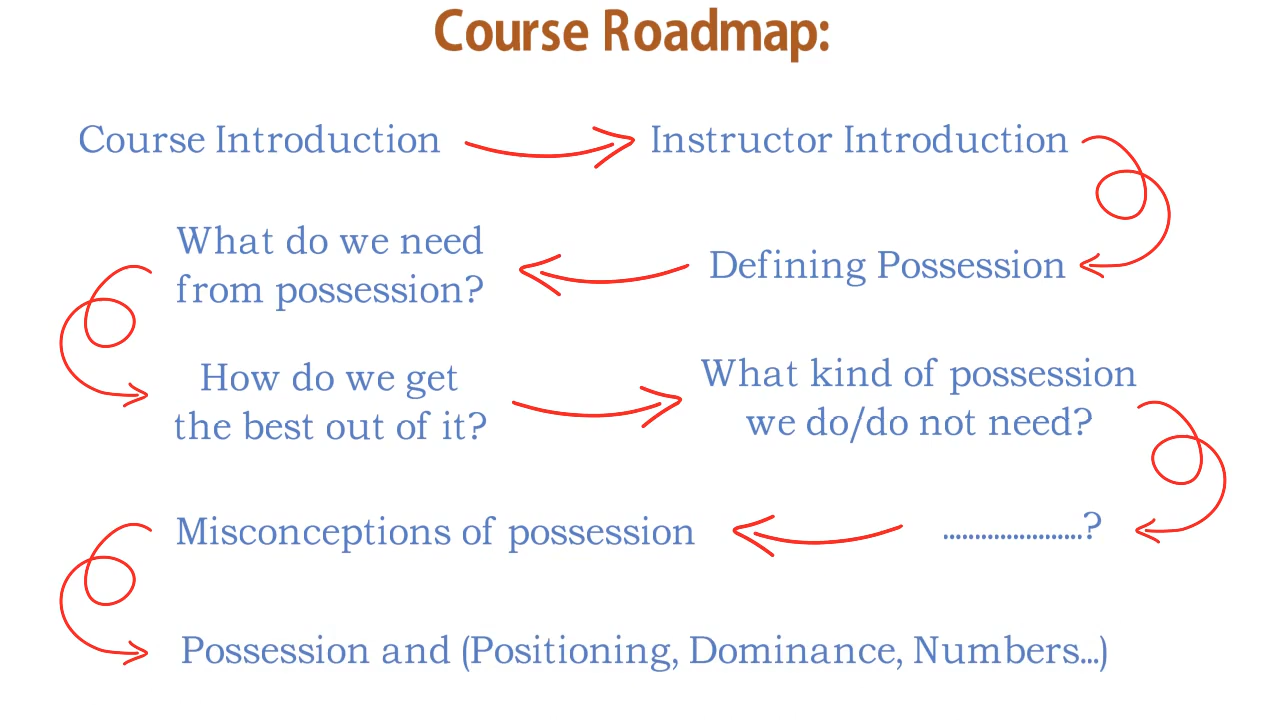 Course Roadmap:
Course Introduction
Instructor Introduction
Defining Possession
What do we need
from possession?
How do we get
the best out of it?
What kind of possession
we do/do not need?
......................?
Misconceptions of possession
Possession and (Positioning, Dominance, Numbers...)